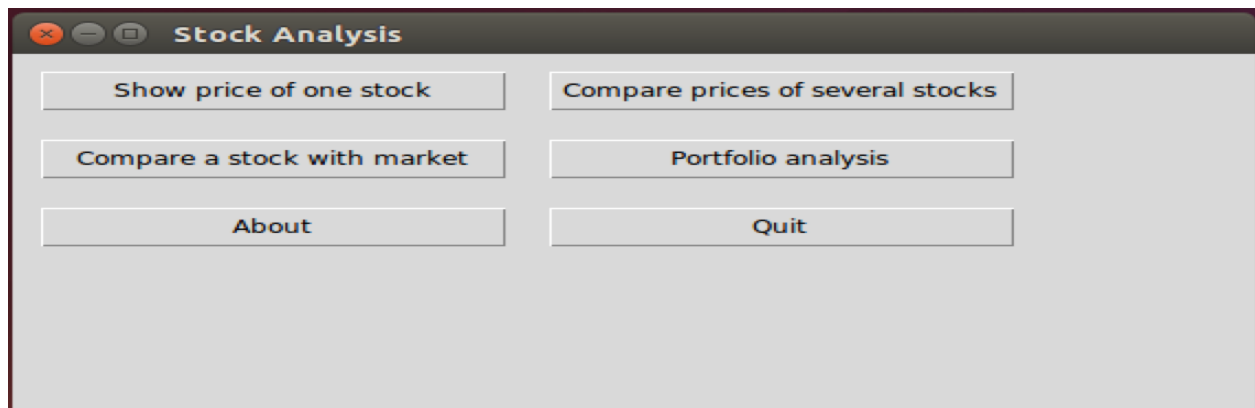 Stock Analysis
Show price of one stock
Compare prices of several stocks
Compare a stock with market
Portfolio analysis
About
Quit